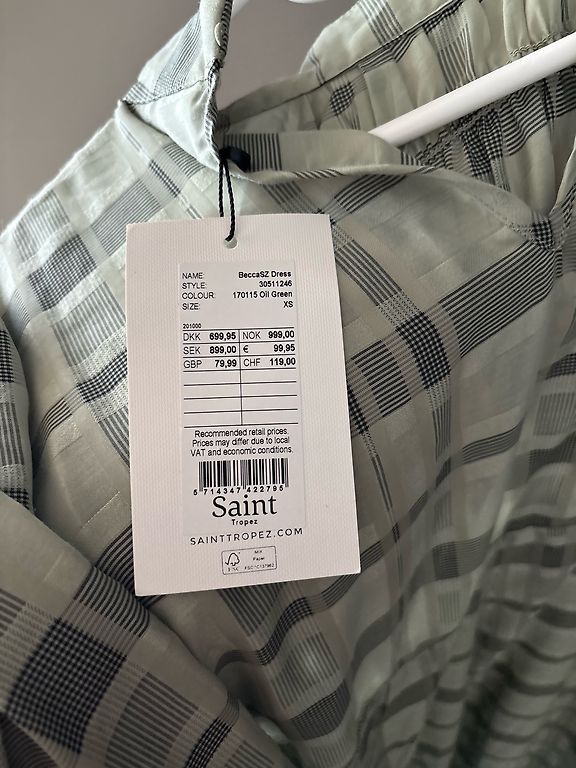 NAME: BeccaSZ Dress
STYLE: 30511246
COLOUR: 170115 Oil Green
SIZE: XS
201000
DKK 699,95 NOK 999,00
SEK 899,00 € 99,95
GBP 79,99 CHF 119,00
Recommended retail prices.
Prices may differ due to local
VAT and economic conditions.
5 714347 422795
Saint
Tropez
SAINTTROPEZ.COM
MIX
Paper
FSC